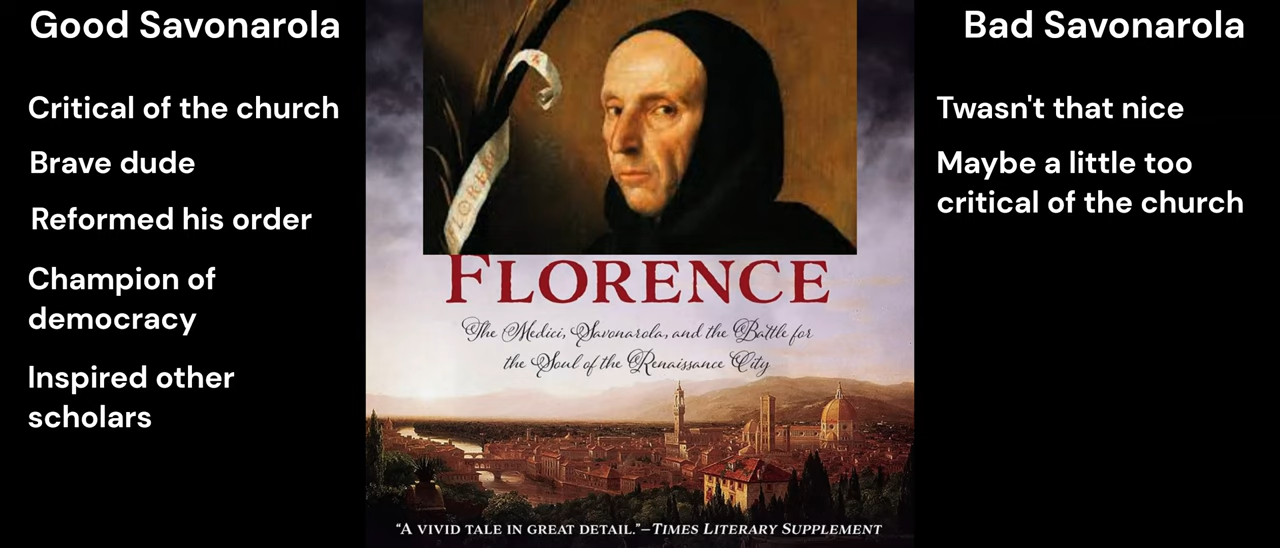 Good Savonarola
Critical of the church
Brave dude
Reformed his order
Champion of
democracy
Inspired other
scholars
FLORENCE
The Medici, Savonarola, and the Battle for
the Soul of the Renaissance City
“A VIVID TALE IN GREAT DETAIL.”—TIMES LITERARY SUPPLEMENT
Bad Savonarola
Twasn't that nice
Maybe a little too
critical of the church